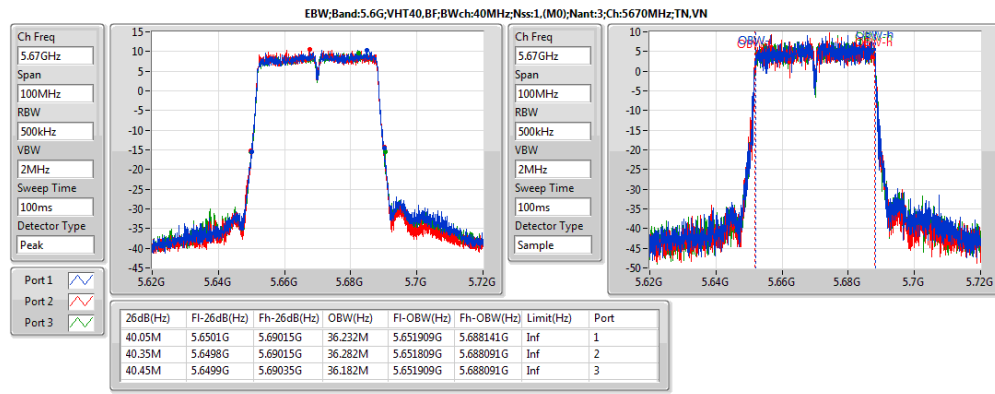 EBW;Band:5.6G;VHT40,BF;BWch:40MHz;Nss:1,(M0);Nant:3;Ch:5670MHz;TN,VN
Ch Freq
5.67GHz
Span
100MHz
RBW
500kHz
VBW
2MHz
Sweep Time
100ms
Detector Type
Peak
15
10
5
0
-5
-10
-15
-20
-25
-30
-35
-40
-45
5.62G 5.64G 5.66G 5.68G 5.7G 5.72G
Ch Freq
5.67GHz
Span
100MHz
RBW
500kHz
VBW
2MHz
Sweep Time
100ms
Detector Type
Sample
10
5
0
-5
-10
-15
-20
-25
-30
-35
-40
-45
-50
5.62G 5.64G 5.66G 5.68G 5.7G 5.72G
Port 1
Port 2
Port 3
26dB(Hz) Fl-26dB(Hz) Fh-26dB(Hz) OBW(Hz) Fl-OBW(Hz) Fh-OBW(Hz) Limit(Hz) Port
40.05M 5.6501G 5.69015G 36.232M 5.651909G 5.688141G Inf 1
40.35M 5.6498G 5.69015G 36.282M 5.651809G 5.688091G Inf 2
40.45M 5.6499G 5.69035G 36.182M 5.651909G 5.688091G Inf 3